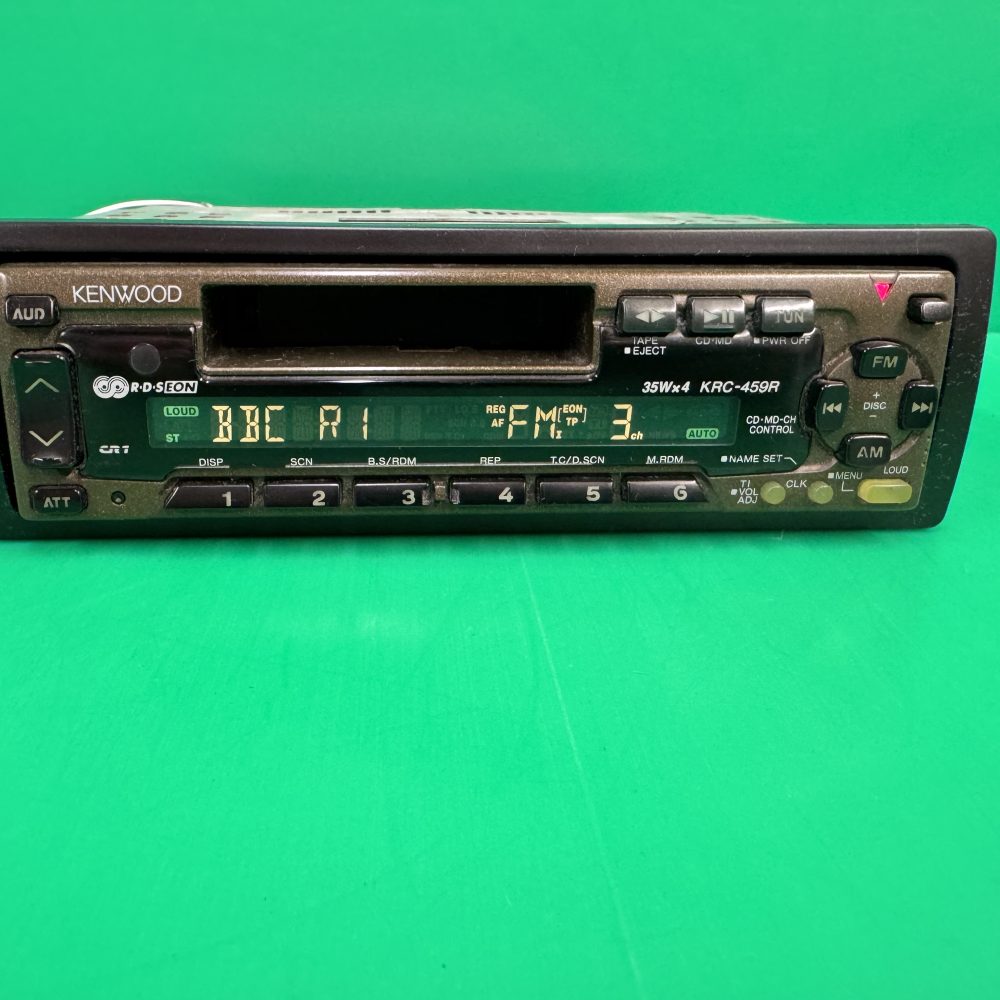 KENWOOD
AUD
TAPE
■EJECT
CD•MD
■PWR OFF
TUN
R•D•S EON
35Wx4 KRC-459R
FM
+
DISC
−
CD•MD-CH
CONTROL
AM
LOUD
ST
BBC R1
REG
AF
FM I
EON
TP
3ch
AUTO
CR1
DISP
SCN
B.S/RDM
REP
T.C/D.SCN
M.RDM
■NAME SET
■MENU
LOUD
ATT
1
2
3
4
5
6
TI
■VOL
ADJ
CLK